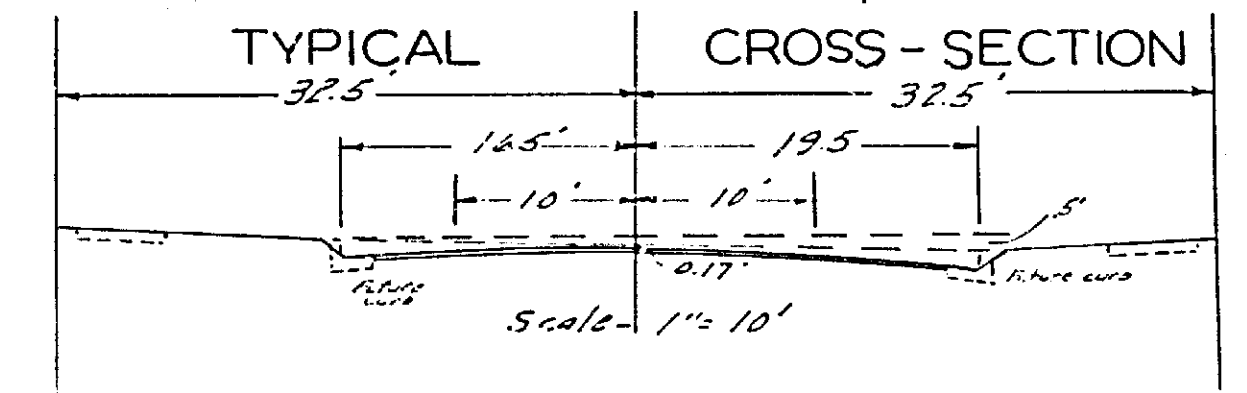 TYPICAL CROSS-SECTION
32.5' 32.5'
16.5' 19.5
10' 10'
.5'
0.17'
Future curb
Future curb
Scale- 1"= 10'